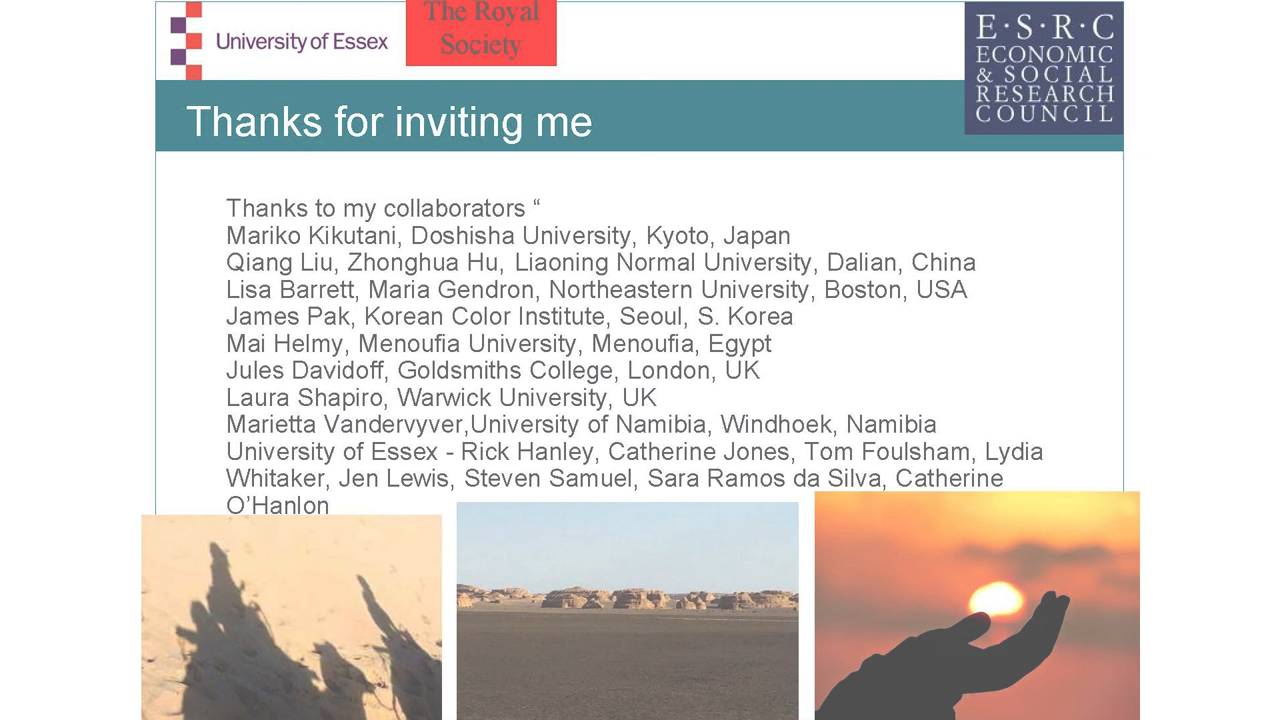 University of Essex
The Royal
Society
E·S·R·C
ECONOMIC
& SOCIAL
RESEARCH
COUNCIL
Thanks for inviting me
Thanks to my collaborators “
Mariko Kikutani, Doshisha University, Kyoto, Japan
Qiang Liu, Zhonghua Hu, Liaoning Normal University, Dalian, China
Lisa Barrett, Maria Gendron, Northeastern University, Boston, USA
James Pak, Korean Color Institute, Seoul, S. Korea
Mai Helmy, Menoufia University, Menoufia, Egypt
Jules Davidoff, Goldsmiths College, London, UK
Laura Shapiro, Warwick University, UK
Marietta Vandervyver,University of Namibia, Windhoek, Namibia
University of Essex - Rick Hanley, Catherine Jones, Tom Foulsham, Lydia
Whitaker, Jen Lewis, Steven Samuel, Sara Ramos da Silva, Catherine
O’Hanlon